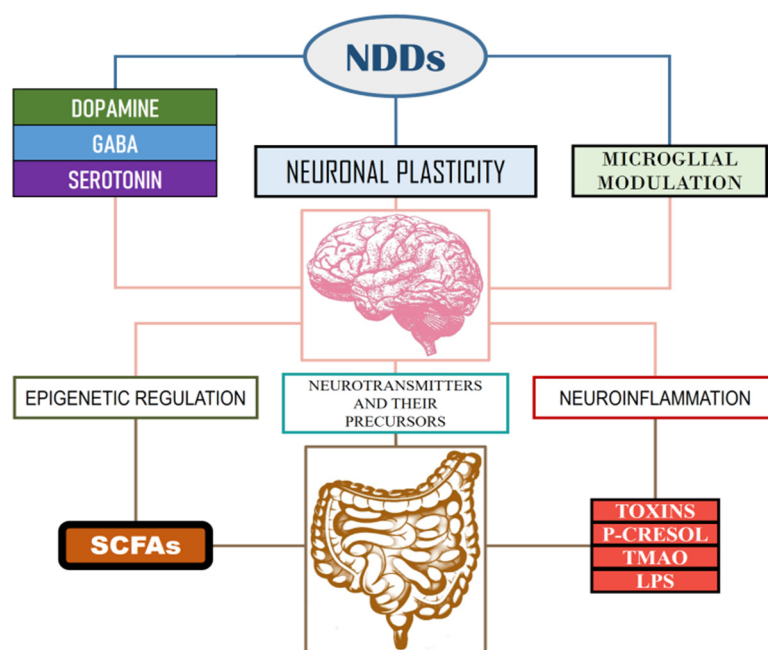 NDDs
DOPAMINE
GABA
SEROTONIN
NEURONAL PLASTICITY
MICROGLIAL
MODULATION
EPIGENETIC REGULATION
NEUROTRANSMITTERS
AND THEIR
PRECURSORS
NEUROINFLAMMATION
SCFAs
TOXINS
P-CRESOL
TMAO
LPS